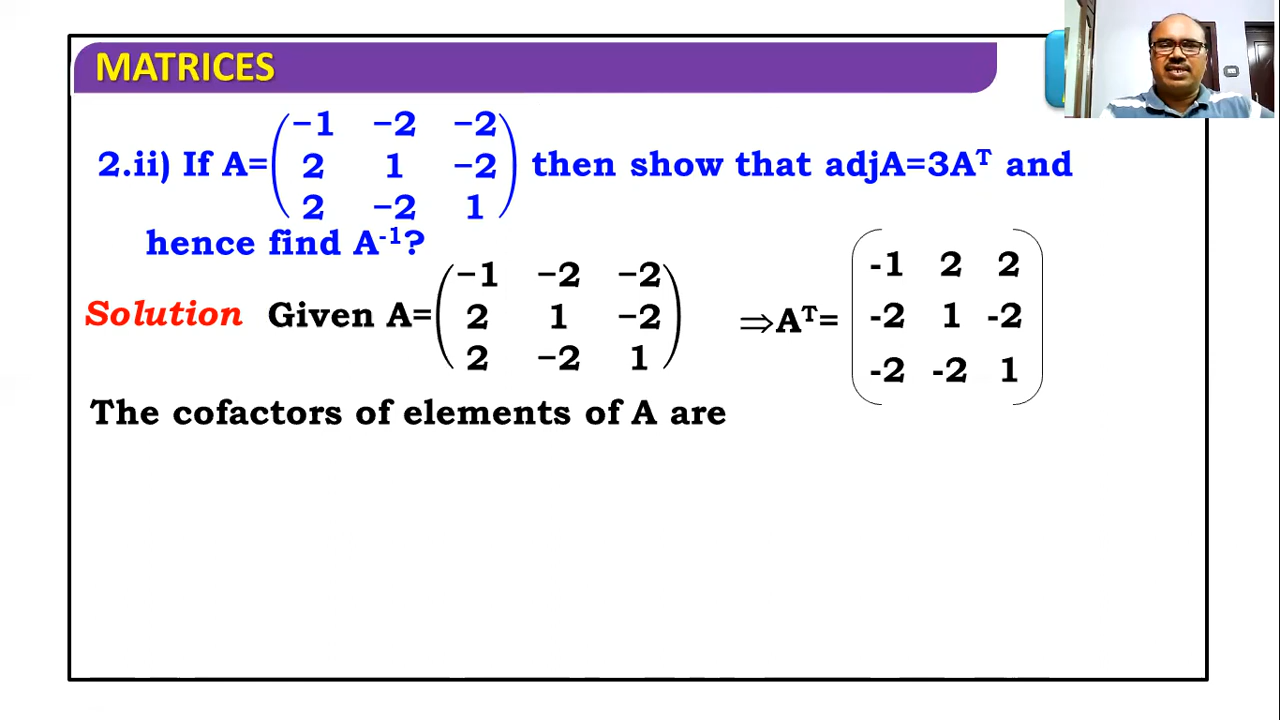 MATRICES
−1 −2 −2
2.ii) If A= 2 1 −2 then show that adjA=3Aᵀ and
2 −2 1
hence find A⁻¹?
−1 −2 −2
Solution Given A= 2 1 −2
2 −2 1
-1 2 2
⇒Aᵀ= -2 1 -2
-2 -2 1
The cofactors of elements of A are